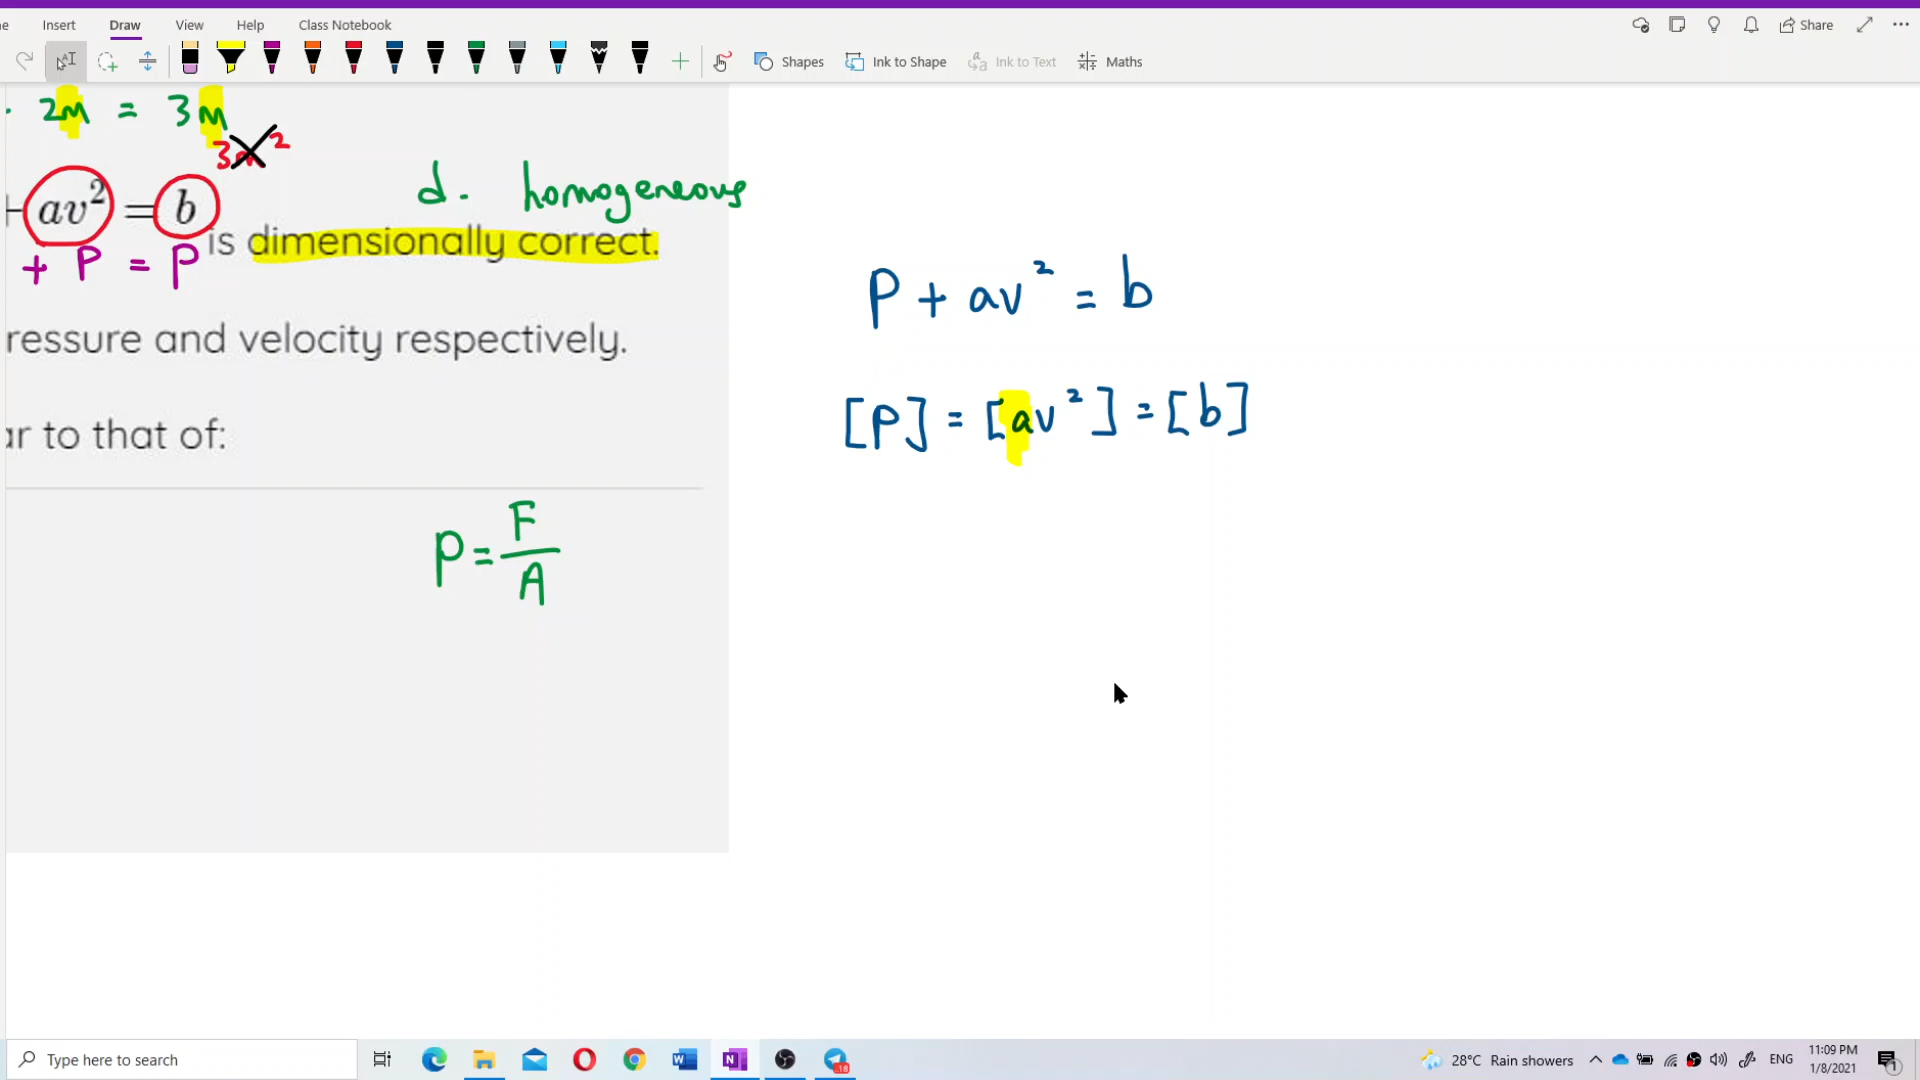 Insert Draw View Help Class Notebook Share
Shapes Ink to Shape Ink to Text Maths
2m = 3m
3m²
+ av² = b
d. homogeneous
is dimensionally correct.
+ P = P
P + av² = b
ressure and velocity respectively.
[P] = [av²] = [b]
ar to that of:
P = F/A
Type here to search
28°C Rain showers ENG 11:09 PM
1/8/2021